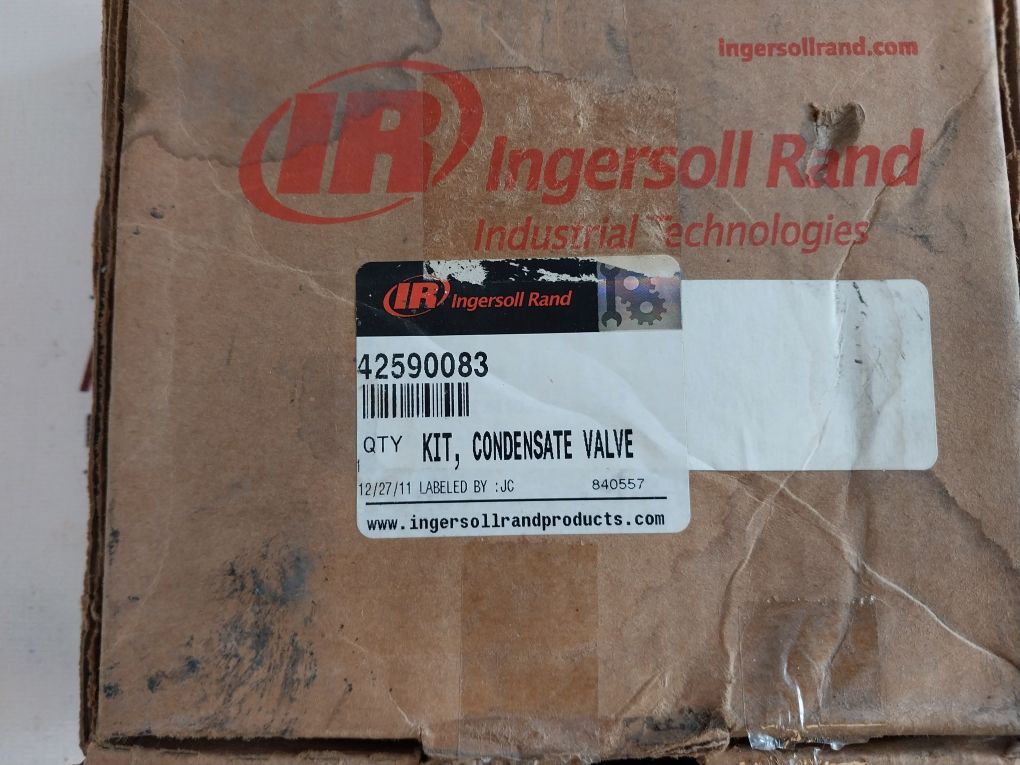 ingersollrand.com
IR Ingersoll Rand
Industrial Technologies
IR Ingersoll Rand
42590083
QTY KIT, CONDENSATE VALVE
1
12/27/11 LABELED BY :JC 840557
www.ingersollrandproducts.com